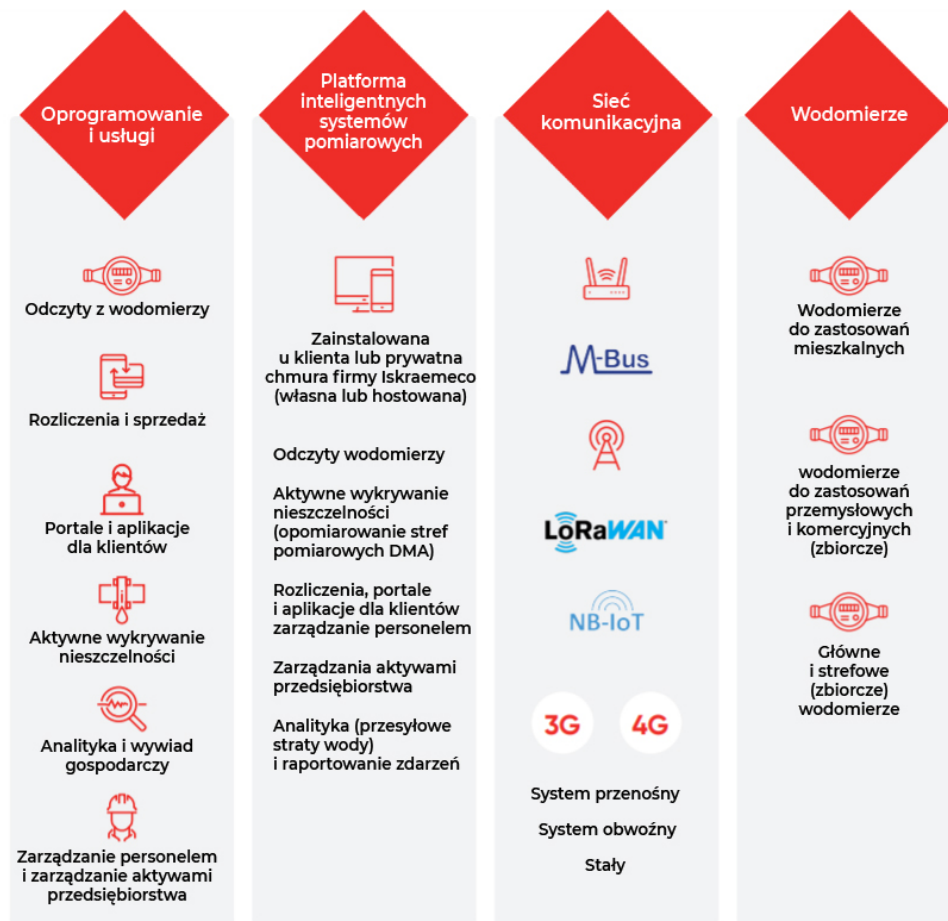 Oprogramowanie
i usługi
Odczyty z wodomierzy
Rozliczenia i sprzedaż
Portale i aplikacje
dla klientów
Aktywne wykrywanie
nieszczelności
Analityka i wywiad
gospodarczy
Zarządzanie personelem
i zarządzanie aktywami
przedsiębiorstwa
Platforma
inteligentnych
systemów
pomiarowych
Zainstalowana
u klienta lub prywatna
chmura firmy Iskraemeco
(własna lub hostowana)
Odczyty wodomierzy
Aktywne wykrywanie
nieszczelności
(opomiarowanie stref
pomiarowych DMA)
Rozliczenia, portale
i aplikacje dla klientów
zarządzanie personelem
Zarządzania aktywami
przedsiębiorstwa
Analityka (przesyłowe
straty wody)
i raportowanie zdarzeń
Sieć
komunikacyjna
M-Bus
LoRaWAN
NB-IoT
3G 4G
System przenośny
System obwoźny
Stały
Wodomierze
Wodomierze
do zastosowań
mieszkalnych
wodomierze
do zastosowań
przemysłowych
i komercyjnych
(zbiorcze)
Główne
i strefowe
(zbiorcze)
wodomierze